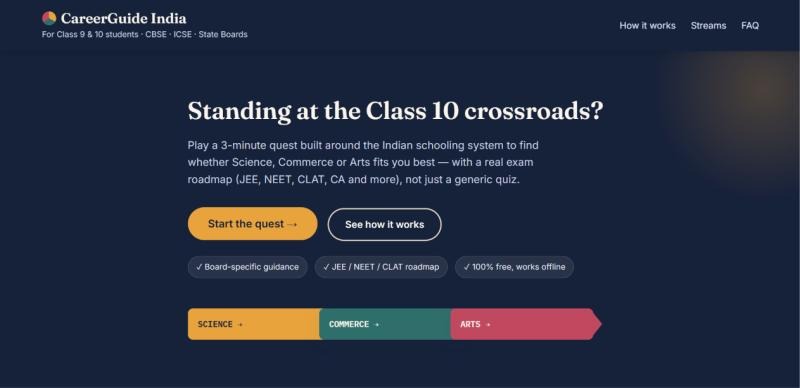 CareerGuide India
For Class 9 & 10 students · CBSE · ICSE · State Boards
How it works
Streams
FAQ
Standing at the Class 10 crossroads?
Play a 3-minute quest built around the Indian schooling system to find
whether Science, Commerce or Arts fits you best — with a real exam
roadmap (JEE, NEET, CLAT, CA and more), not just a generic quiz.
Start the quest →
See how it works
✓ Board-specific guidance
✓ JEE / NEET / CLAT roadmap
✓ 100% free, works offline
SCIENCE →
COMMERCE →
ARTS →